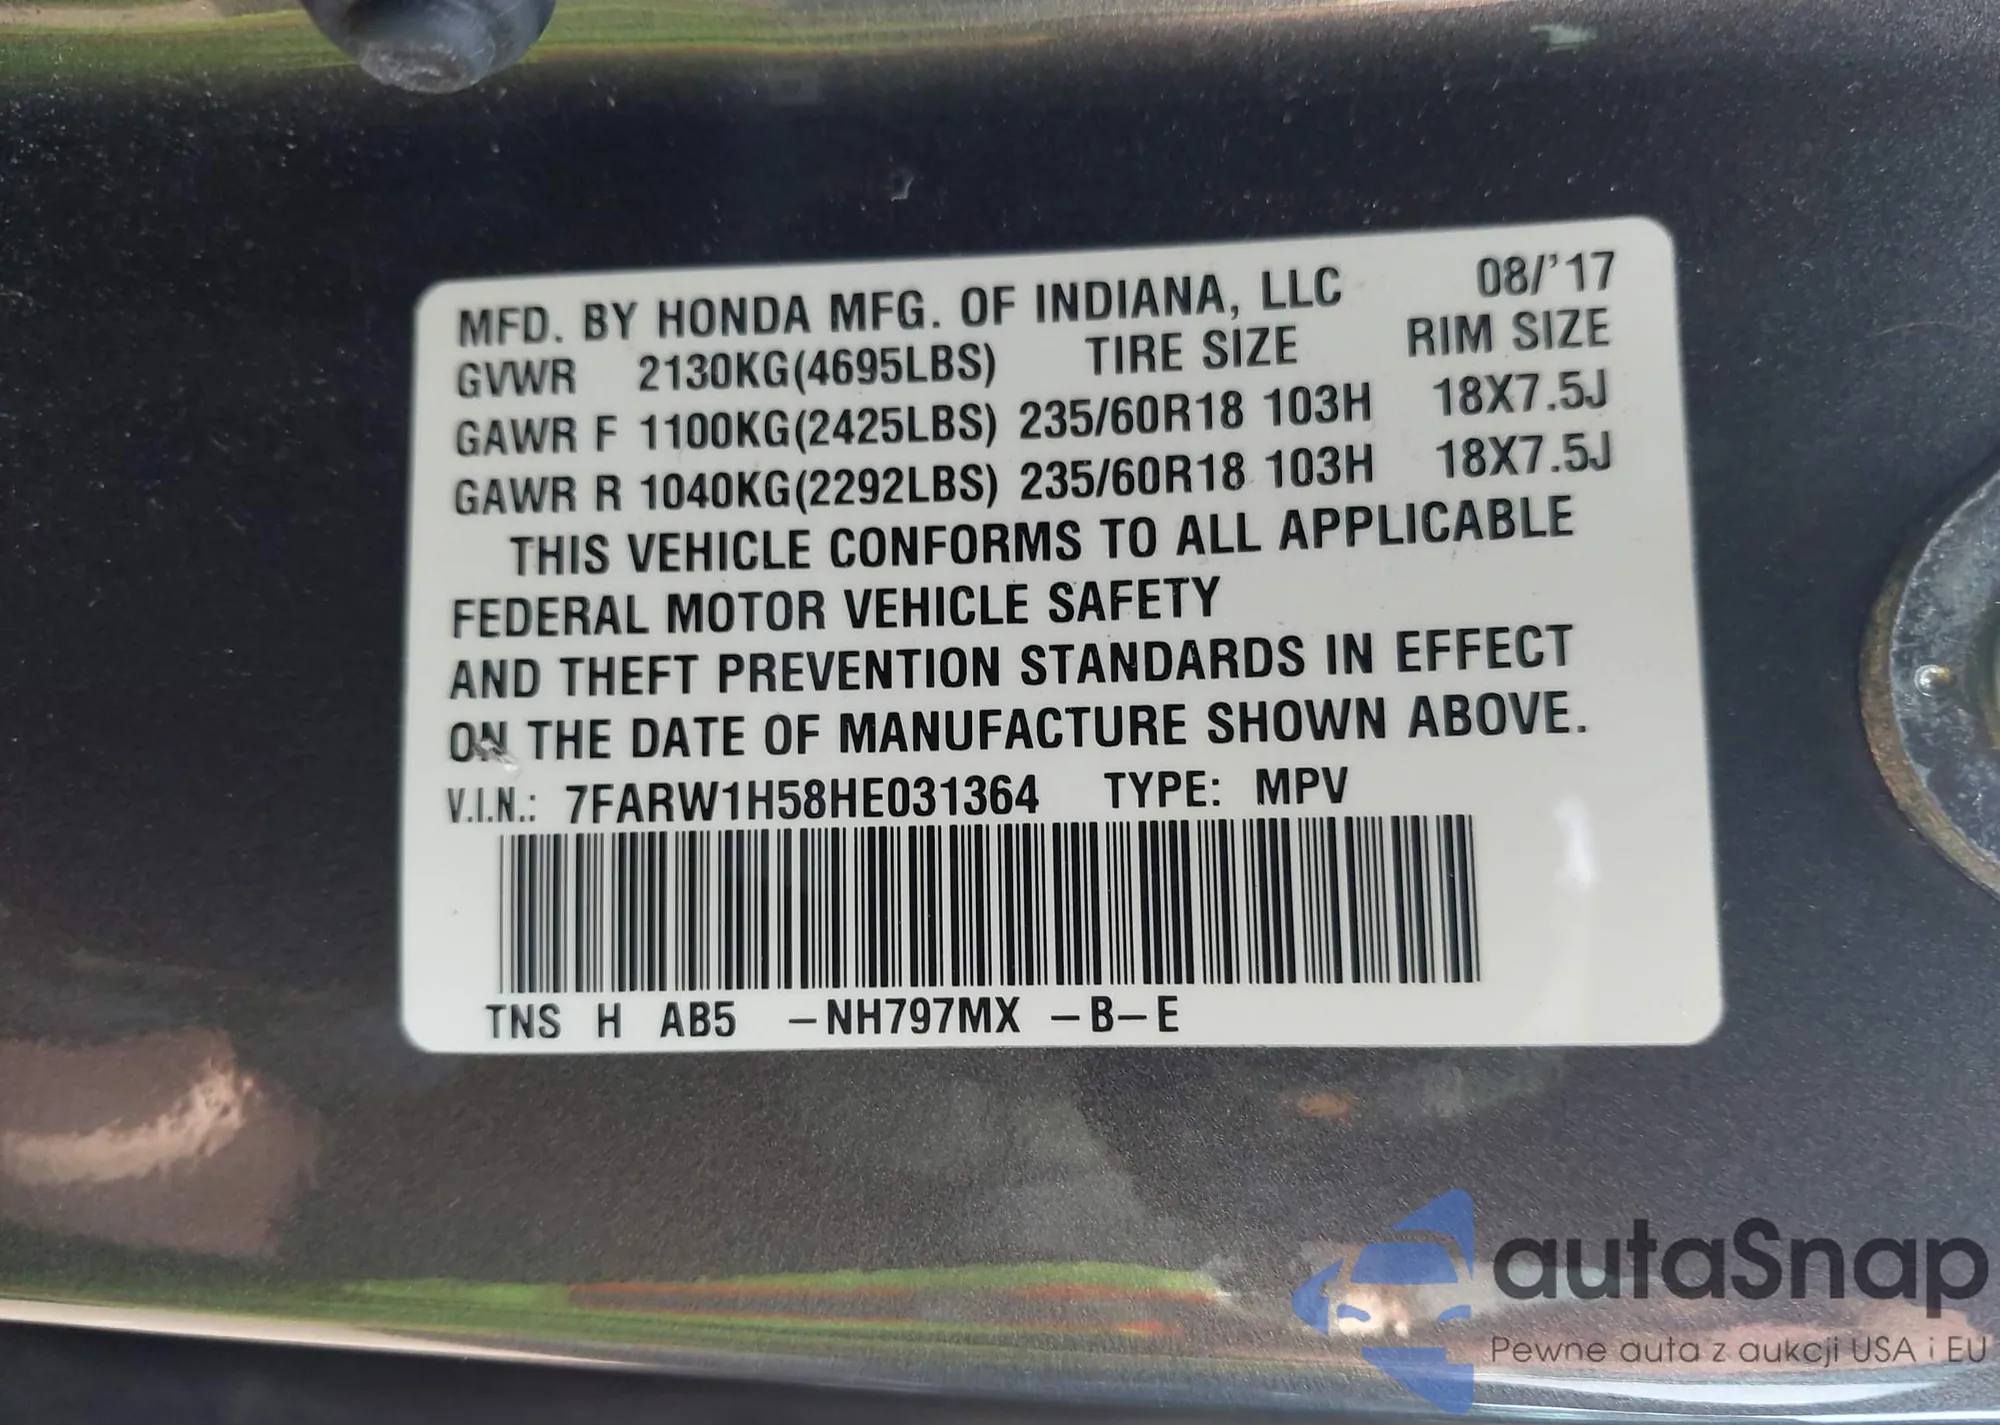 MFD. BY HONDA MFG. OF INDIANA, LLC 08/'17
GVWR 2130KG(4695LBS) TIRE SIZE RIM SIZE
GAWR F 1100KG(2425LBS) 235/60R18 103H 18X7.5J
GAWR R 1040KG(2292LBS) 235/60R18 103H 18X7.5J
THIS VEHICLE CONFORMS TO ALL APPLICABLE
FEDERAL MOTOR VEHICLE SAFETY
AND THEFT PREVENTION STANDARDS IN EFFECT
ON THE DATE OF MANUFACTURE SHOWN ABOVE.
V.I.N.: 7FARW1H58HE031364 TYPE: MPV
TNS H AB5 -NH797MX -B-E
autaSnap
Pewne auta z aukcji USA i EU